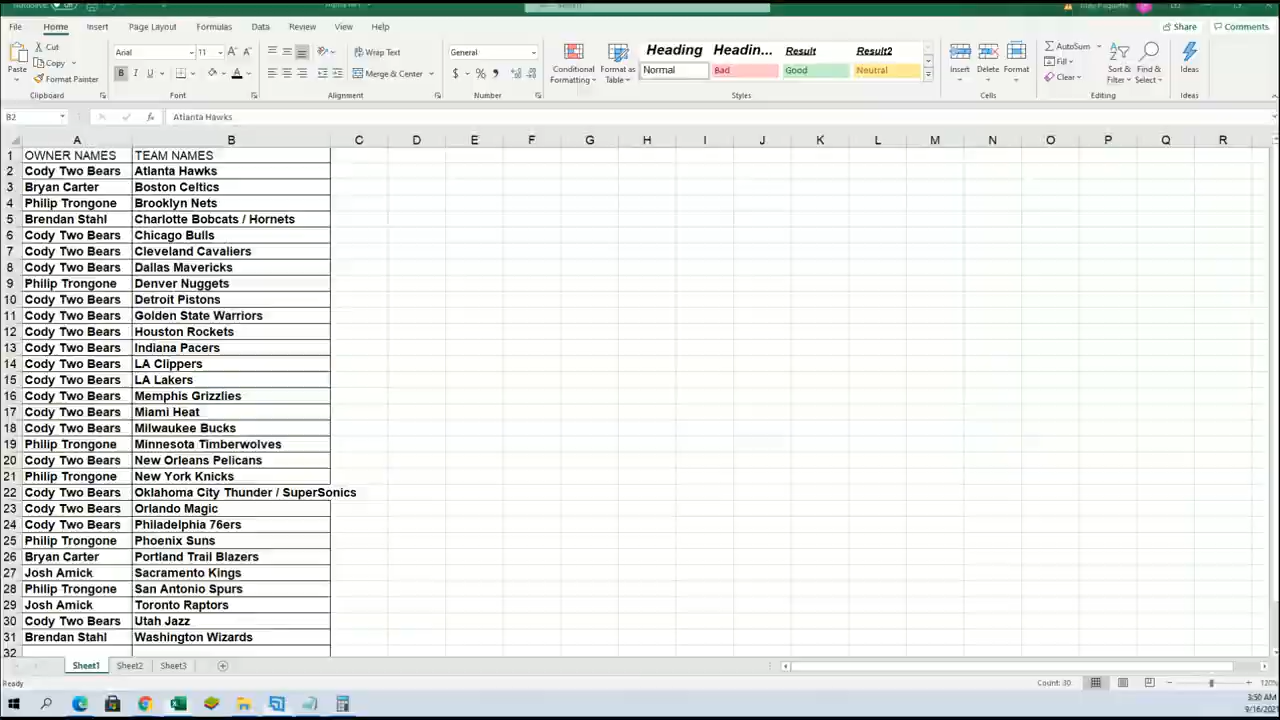 AutoSave Off
File Home Insert Page Layout Formulas Data Review View Help Share Comments
Paste Cut Copy Format Painter Clipboard
Arial 11 B I U Font
Wrap Text Merge & Center Alignment
General $ % Number
Conditional Formatting Format as Table
Heading Headin... Result Result2
Normal Bad Good Neutral
Styles
Insert Delete Format Cells
AutoSum Fill Clear Sort & Filter Find & Select Editing
Ideas Ideas
B2 fx Atlanta Hawks
A B C D E F G H I J K L M N O P Q R
1 OWNER NAMES TEAM NAMES
2 Cody Two Bears Atlanta Hawks
3 Bryan Carter Boston Celtics
4 Philip Trongone Brooklyn Nets
5 Brendan Stahl Charlotte Bobcats / Hornets
6 Cody Two Bears Chicago Bulls
7 Cody Two Bears Cleveland Cavaliers
8 Cody Two Bears Dallas Mavericks
9 Philip Trongone Denver Nuggets
10 Cody Two Bears Detroit Pistons
11 Cody Two Bears Golden State Warriors
12 Cody Two Bears Houston Rockets
13 Cody Two Bears Indiana Pacers
14 Cody Two Bears LA Clippers
15 Cody Two Bears LA Lakers
16 Cody Two Bears Memphis Grizzlies
17 Cody Two Bears Miami Heat
18 Cody Two Bears Milwaukee Bucks
19 Philip Trongone Minnesota Timberwolves
20 Cody Two Bears New Orleans Pelicans
21 Philip Trongone New York Knicks
22 Cody Two Bears Oklahoma City Thunder / SuperSonics
23 Cody Two Bears Orlando Magic
24 Cody Two Bears Philadelphia 76ers
25 Philip Trongone Phoenix Suns
26 Bryan Carter Portland Trail Blazers
27 Josh Amick Sacramento Kings
28 Philip Trongone San Antonio Spurs
29 Josh Amick Toronto Raptors
30 Cody Two Bears Utah Jazz
31 Brendan Stahl Washington Wizards
32
Sheet1 Sheet2 Sheet3
Ready Count: 30 120%
3:50 AM